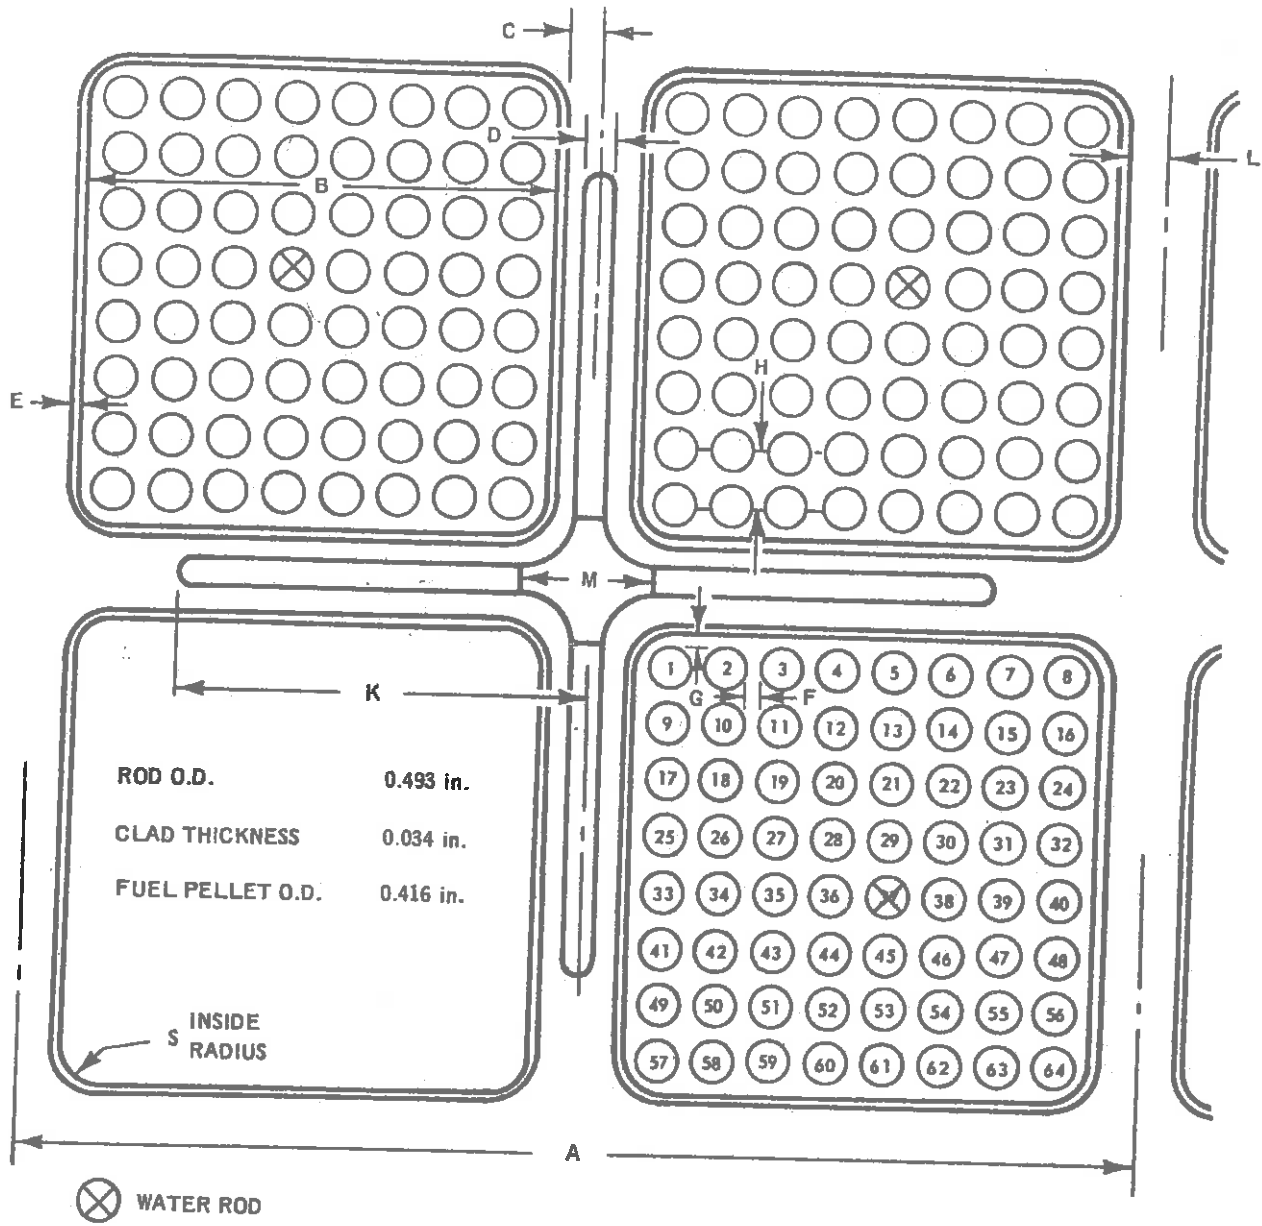 C
D
B
L
E
H
M
K
G F
1 2 3 4 5 6 7 8
9 10 11 12 13 14 15 16
17 18 19 20 21 22 23 24
25 26 27 28 29 30 31 32
33 34 35 36 38 39 40
41 42 43 44 45 46 47 48
49 50 51 52 53 54 55 56
57 58 59 60 61 62 63 64
ROD O.D. 0.493 in.
CLAD THICKNESS 0.034 in.
FUEL PELLET O.D. 0.416 in.
S INSIDE
RADIUS
A
WATER ROD